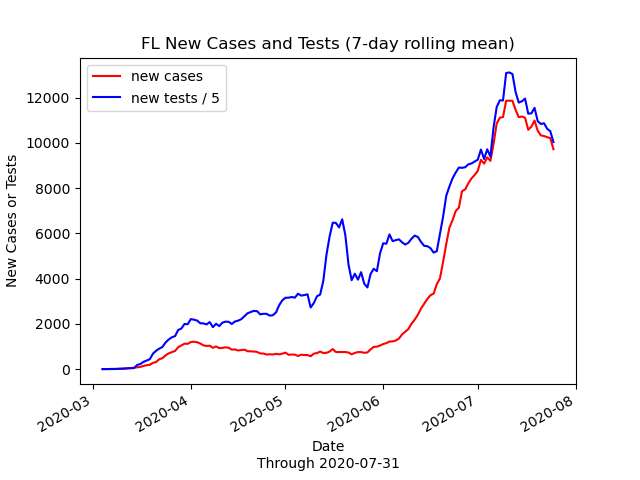 FL New Cases and Tests (7-day rolling mean)
new cases
new tests / 5
New Cases or Tests
12000
10000
8000
6000
4000
2000
0
2020-03
2020-04
2020-05
2020-06
2020-07
2020-08
Date
Through 2020-07-31